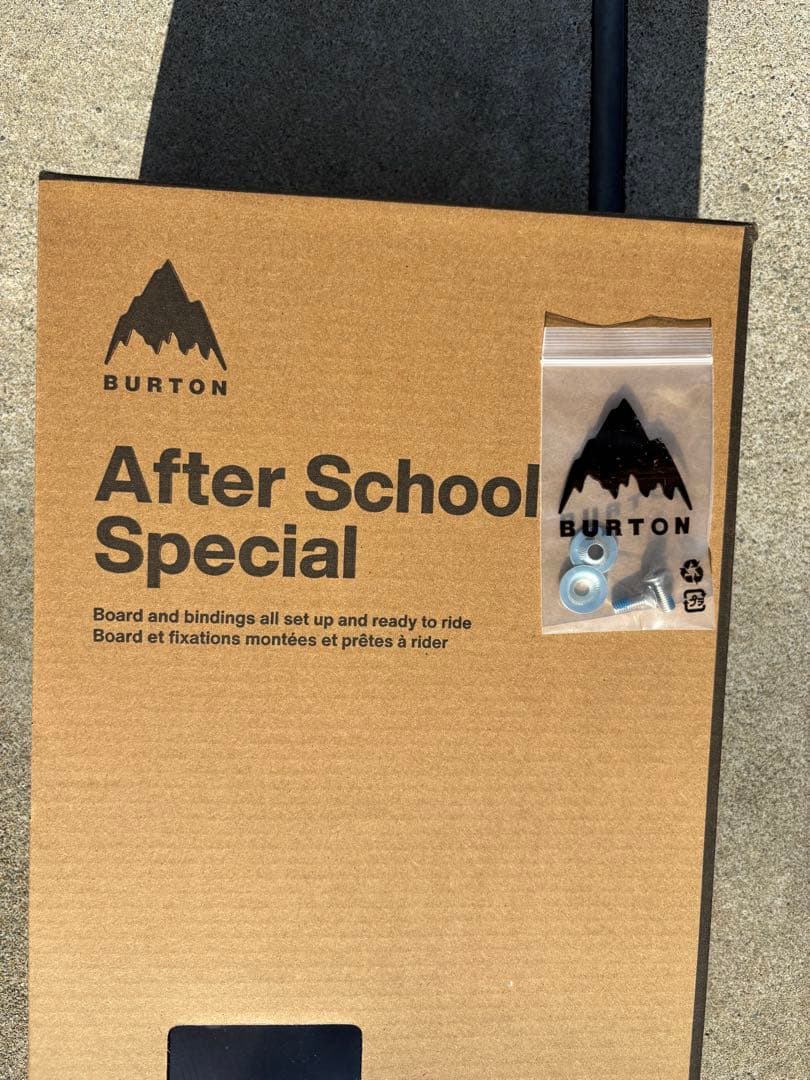 BURTON
After School
Special
Board and bindings all set up and ready to ride
Board et fixations montées et prêtes à rider
BURTON